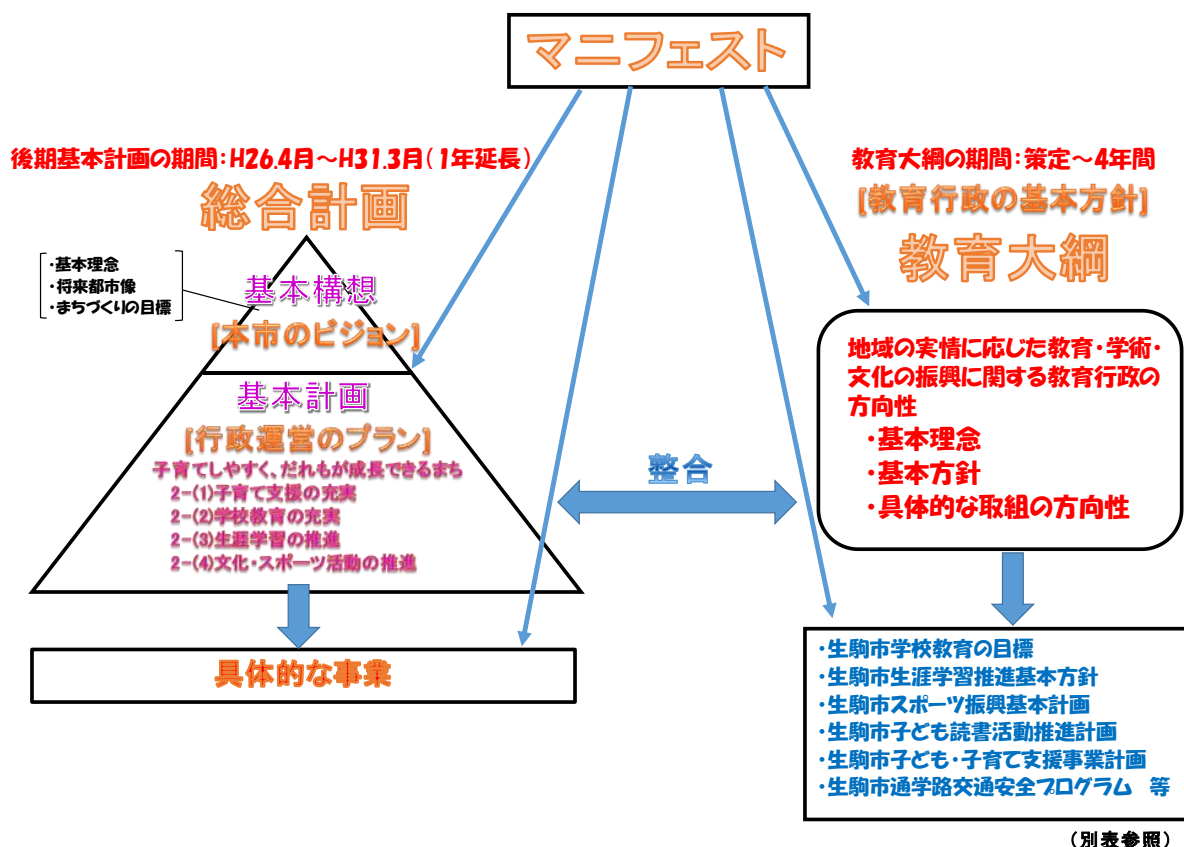 マニフェスト
後期基本計画の期間:H26.4月~H31.3月(1年延長)
総合計画
・基本理念
・将来都市像
・まちづくりの目標
基本構想
[本市のビジョン]
基本計画
[行政運営のプラン]
子育てしやすく、だれもが成長できるまち
2-(1)子育て支援の充実
2-(2)学校教育の充実
2-(3)生涯学習の推進
2-(4)文化・スポーツ活動の推進
具体的な事業
整合
教育大綱の期間:策定~4年間
[教育行政の基本方針]
教育大綱
地域の実情に応じた教育・学術・
文化の振興に関する教育行政の
方向性
・基本理念
・基本方針
・具体的な取組の方向性
・生駒市学校教育の目標
・生駒市生涯学習推進基本方針
・生駒市スポーツ振興基本計画
・生駒市子ども読書活動推進計画
・生駒市子ども・子育て支援事業計画
・生駒市通学路交通安全プログラム 等
(別表参照)